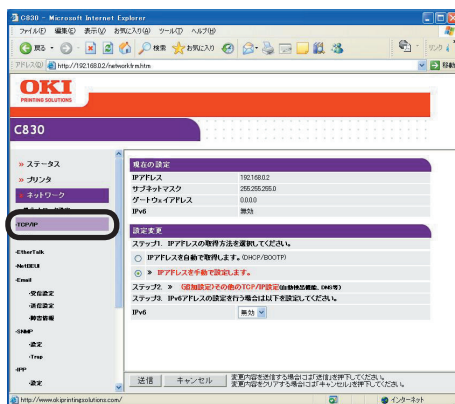 C830 - Microsoft Internet Explorer
ファイル(F) 編集(E) 表示(V) お気に入り(A) ツール(T) ヘルプ(H)
戻る 検索 お気に入り
アドレス(D) http://192.168.0.2/networkfrm.htm 移動
OKI
PRINTING SOLUTIONS
C830
» ステータス
» プリンタ
» ネットワーク
-TCP/IP
-EtherTalk
-NetBEUI
-Email
-受信設定
-送信設定
-障害情報
-SNMP
-設定
-Trap
-IPP
-設定
現在の設定
IPアドレス 192.168.0.2
サブネットマスク 255.255.255.0
ゲートウェイアドレス 0.0.0.0
IPv6 無効
設定変更
ステップ1. IPアドレスの取得方法を選択してください。
IPアドレスを自動で取得します。(DHCP/BOOTP)
» IPアドレスを手動で設定します。
ステップ2. » (追加設定)その他のTCP/IP設定(自動検出機能、DNS等)
ステップ3. IPv6アドレスの設定を行う場合は以下を設定してください。
IPv6 無効
送信 キャンセル
変更内容を送信する場合には「送信」を押下してください。
変更内容をクリアする場合には「キャンセル」を押下してください。
http://www.okiprintingsolutions.com/ インターネット